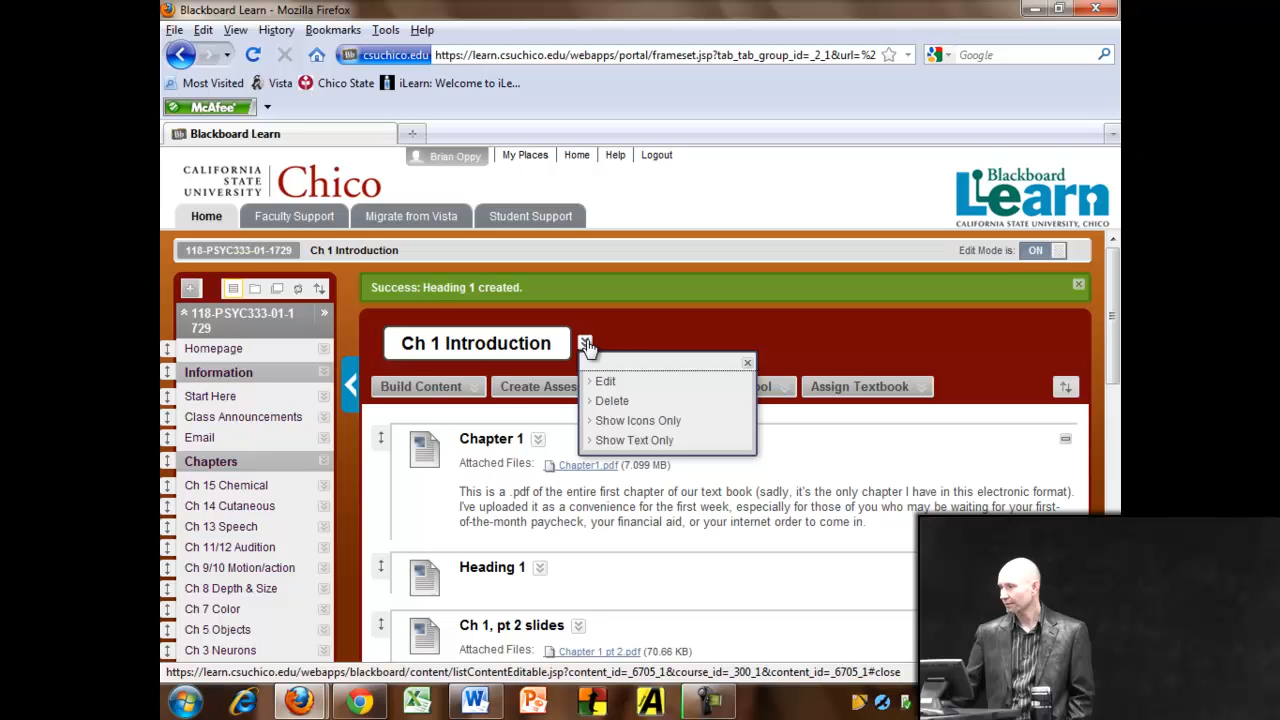 Blackboard Learn - Mozilla Firefox
File Edit View History Bookmarks Tools Help
csuchico.edu https://learn.csuchico.edu/webapps/portal/frameset.jsp?tab_tab_group_id=_2_1&url=%2 Google
Most Visited Vista Chico State iLearn: Welcome to iLe...
McAfee
Blackboard Learn
Brian Oppy My Places Home Help Logout
CALIFORNIA
STATE
UNIVERSITY
Chico
Blackboard
Learn
CALIFORNIA STATE UNIVERSITY, CHICO
Home Faculty Support Migrate from Vista Student Support
118-PSYC333-01-1729 Ch 1 Introduction Edit Mode is: ON
118-PSYC333-01-1
729
Homepage
Information
Start Here
Class Announcements
Email
Chapters
Ch 15 Chemical
Ch 14 Cutaneous
Ch 13 Speech
Ch 11/12 Audition
Ch 9/10 Motion/action
Ch 8 Depth & Size
Ch 7 Color
Ch 5 Objects
Ch 3 Neurons
Success: Heading 1 created.
Ch 1 Introduction
Edit
Delete
Show Icons Only
Show Text Only
Build Content Create Asses ool Assign Textbook
Chapter 1
Attached Files: Chapter1.pdf (7.099 MB)
This is a .pdf of the entire first chapter of our text book (sadly, it's the only chapter I have in this electronic format).
I've uploaded it as a convenience for the first week, especially for those of you who may be waiting for your first-
of-the-month paycheck, your financial aid, or your internet order to come in.
Heading 1
Ch 1, pt 2 slides
Attached Files: Chapter 1 pt 2.pdf (70.66 KB)
https://learn.csuchico.edu/webapps/blackboard/content/listContentEditable.jsp?content_id=_6705_1&course_id=_300_1&content_id=_6705_1#close